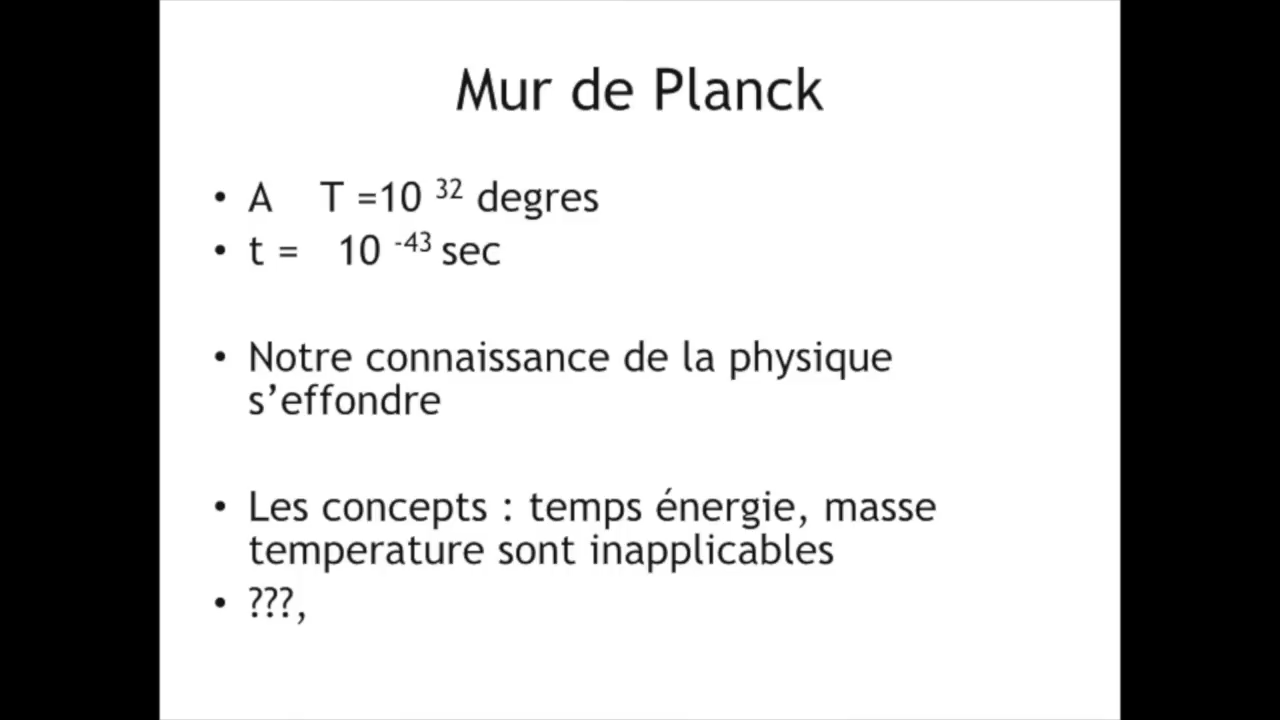 Mur de Planck
• A T =10 ³² degres
• t = 10 ⁻⁴³ sec
• Notre connaissance de la physique
s’effondre
• Les concepts : temps énergie, masse
temperature sont inapplicables
• ???,